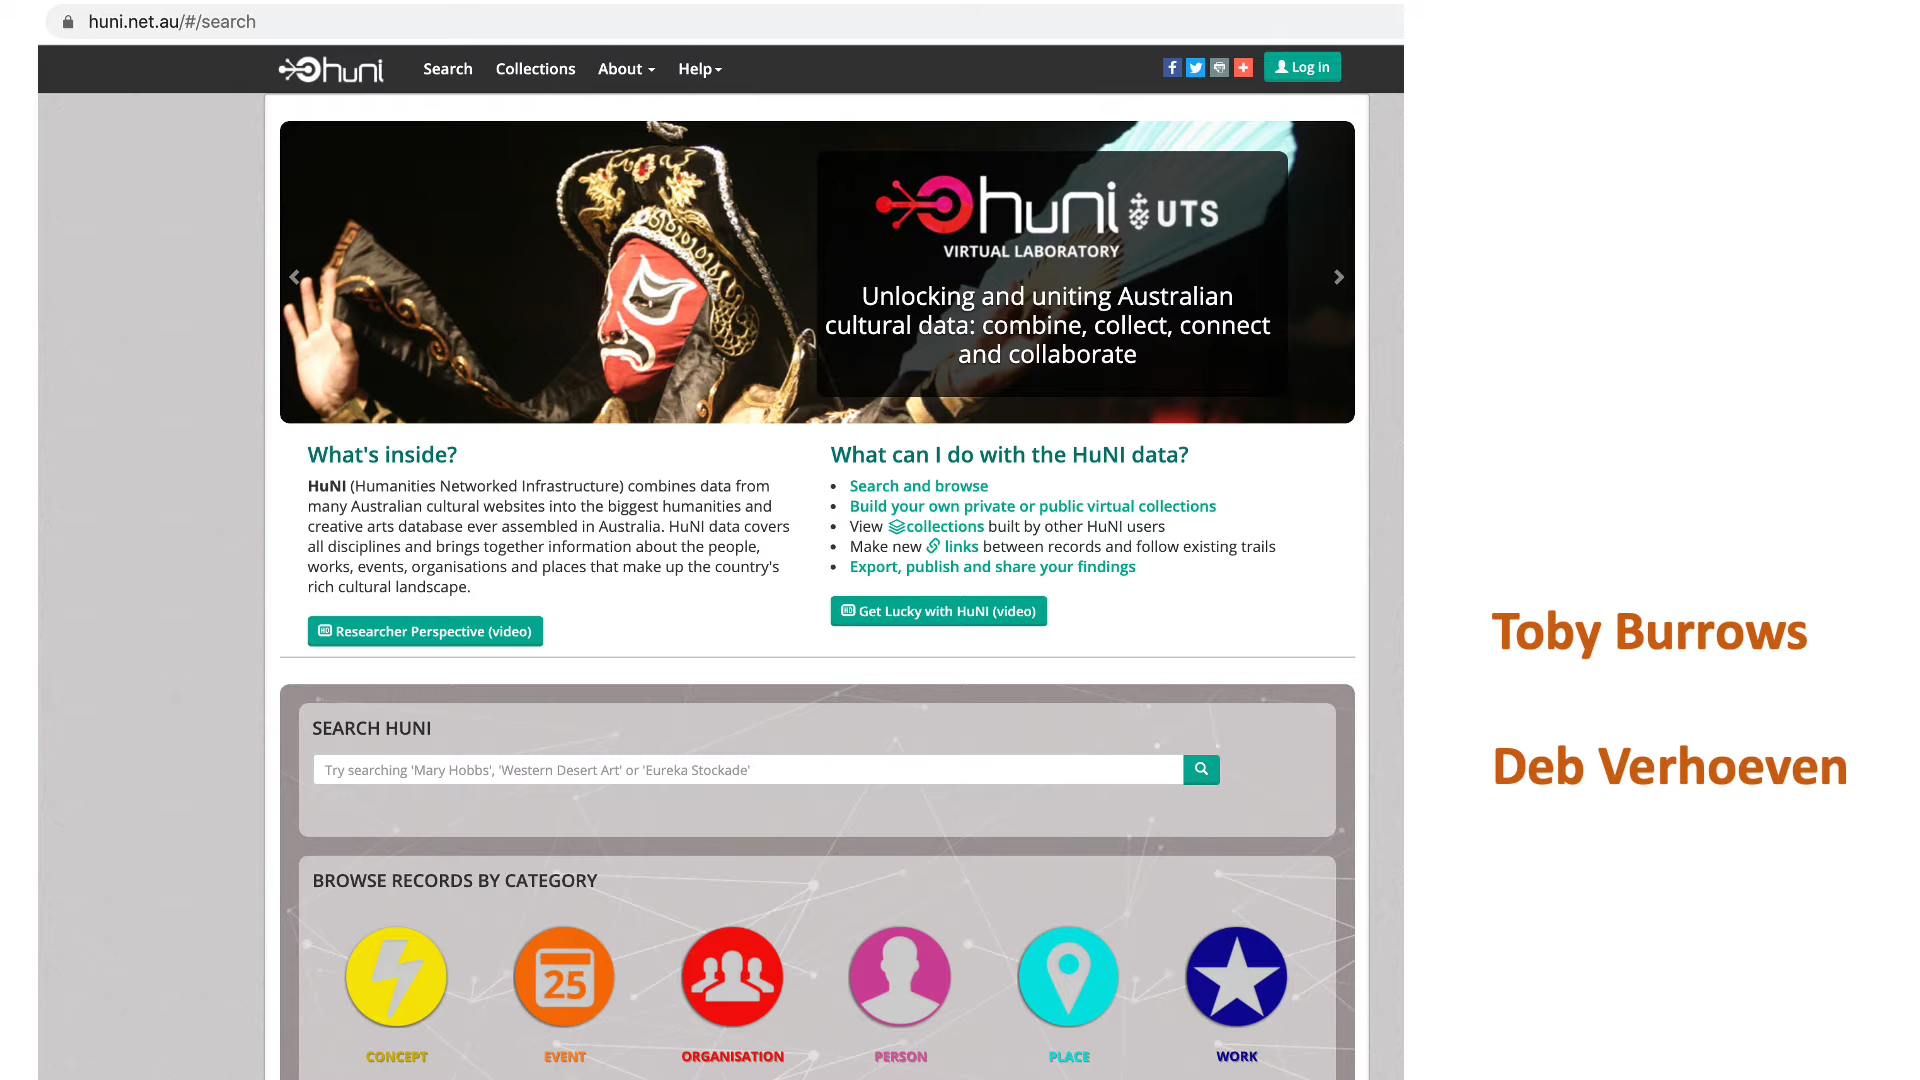 huni.net.au/#/search
huni
Search Collections About Help
Log in
huni UTS
VIRTUAL LABORATORY
Unlocking and uniting Australian
cultural data: combine, collect, connect
and collaborate
What's inside?
HuNI (Humanities Networked Infrastructure) combines data from
many Australian cultural websites into the biggest humanities and
creative arts database ever assembled in Australia. HuNI data covers
all disciplines and brings together information about the people,
works, events, organisations and places that make up the country's
rich cultural landscape.
Researcher Perspective (video)
What can I do with the HuNI data?
• Search and browse
• Build your own private or public virtual collections
• View collections built by other HuNI users
• Make new links between records and follow existing trails
• Export, publish and share your findings
Get Lucky with HuNI (video)
Toby Burrows
Deb Verhoeven
SEARCH HUNI
Try searching 'Mary Hobbs', 'Western Desert Art' or 'Eureka Stockade'
BROWSE RECORDS BY CATEGORY
25
CONCEPT EVENT ORGANISATION PERSON PLACE WORK